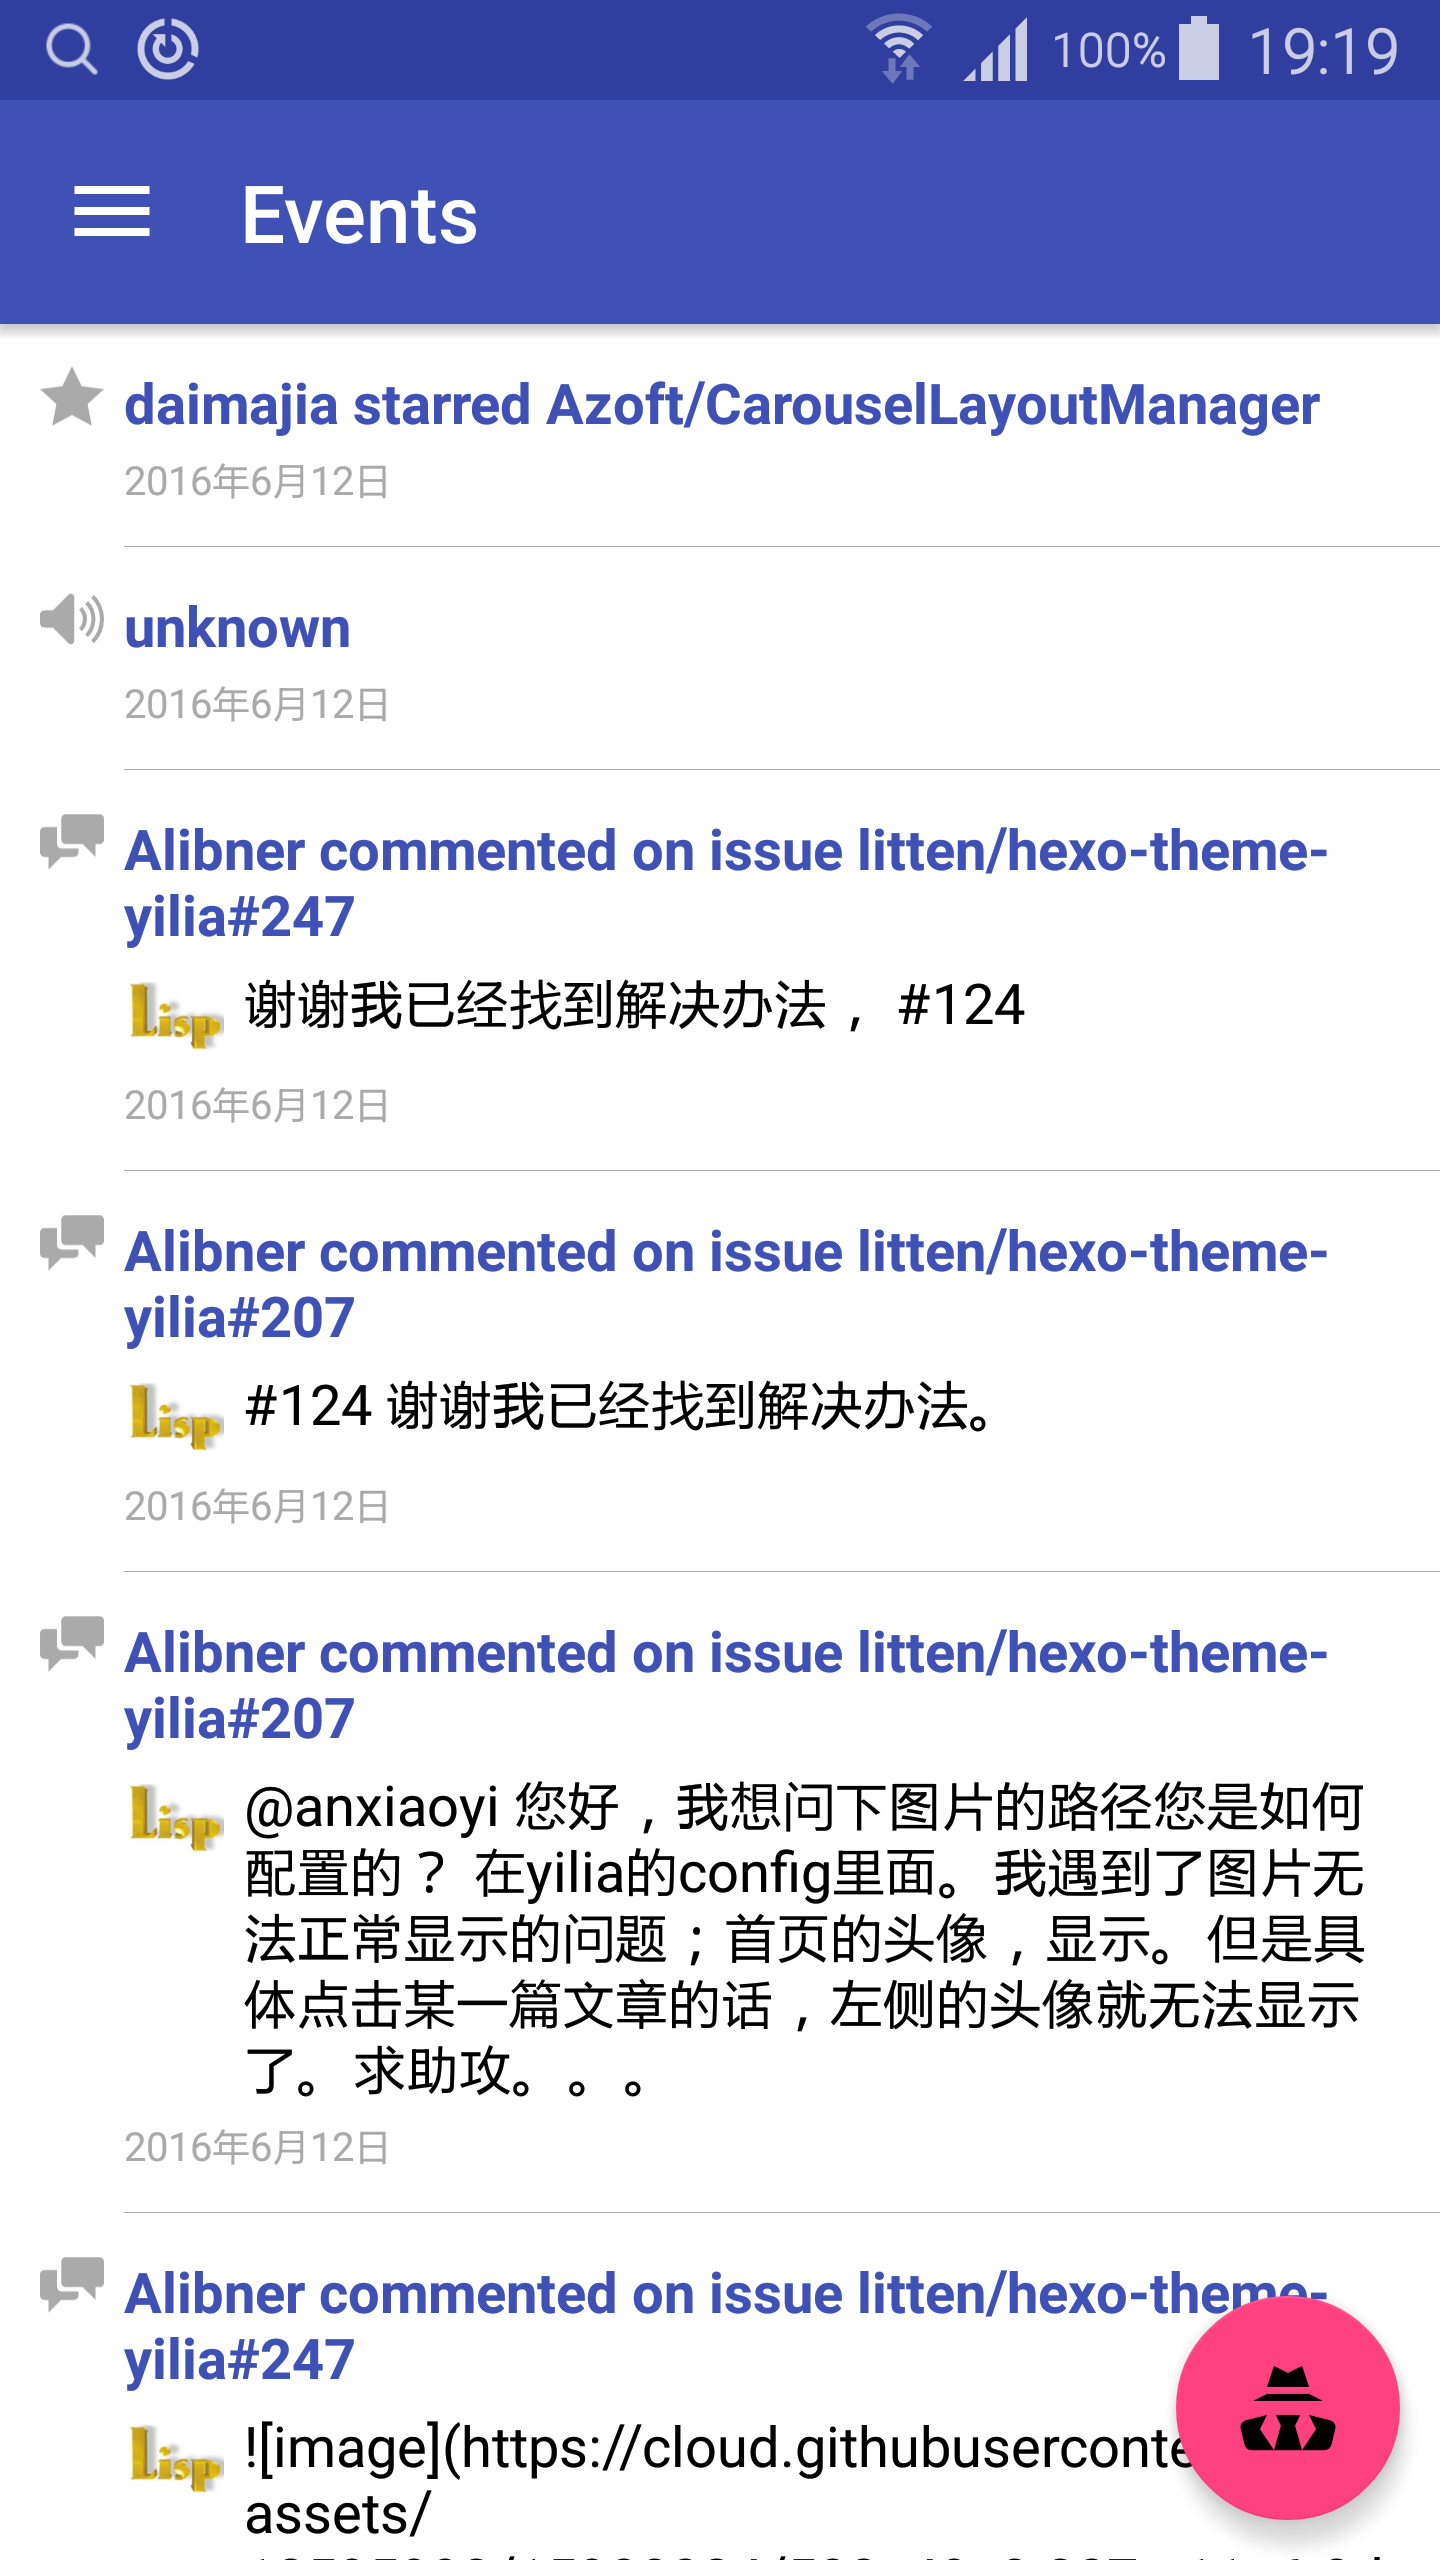 100% 19:19
Events
daimajia starred Azoft/CarouselLayoutManager
2016年6月12日
unknown
2016年6月12日
Alibner commented on issue litten/hexo-theme-
yilia#247
Lisp 谢谢我已经找到解决办法， #124
2016年6月12日
Alibner commented on issue litten/hexo-theme-
yilia#207
Lisp #124 谢谢我已经找到解决办法。
2016年6月12日
Alibner commented on issue litten/hexo-theme-
yilia#207
Lisp @anxiaoyi 您好，我想问下图片的路径您是如何
配置的？ 在yilia的config里面。我遇到了图片无
法正常显示的问题；首页的头像，显示。但是具
体点击某一篇文章的话，左侧的头像就无法显示
了。求助攻。。。
2016年6月12日
Alibner commented on issue litten/hexo-theme-
yilia#247
Lisp ![image](https://cloud.githubuserconte
assets/